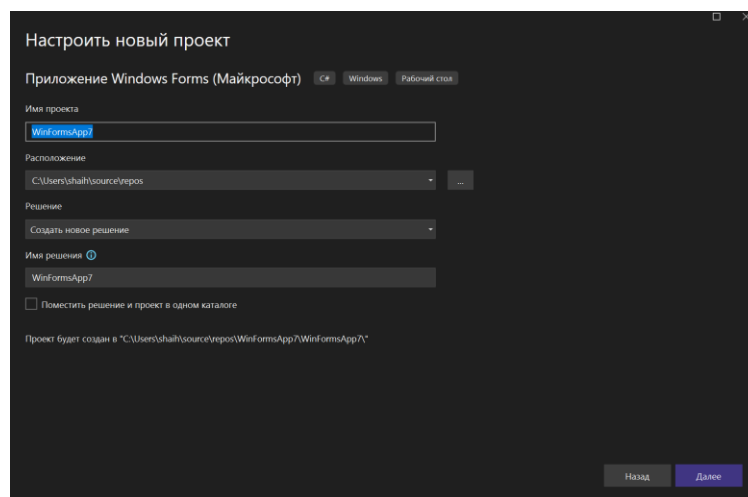 Настроить новый проект
Приложение Windows Forms (Майкрософт) C# Windows Рабочий стол
Имя проекта
WinFormsApp7
Расположение
C:\Users\shaih\source\repos
...
Решение
Создать новое решение
Имя решения
WinFormsApp7
Поместить решение и проект в одном каталоге
Проект будет создан в "C:\Users\shaih\source\repos\WinFormsApp7\WinFormsApp7\"
Назад Далее